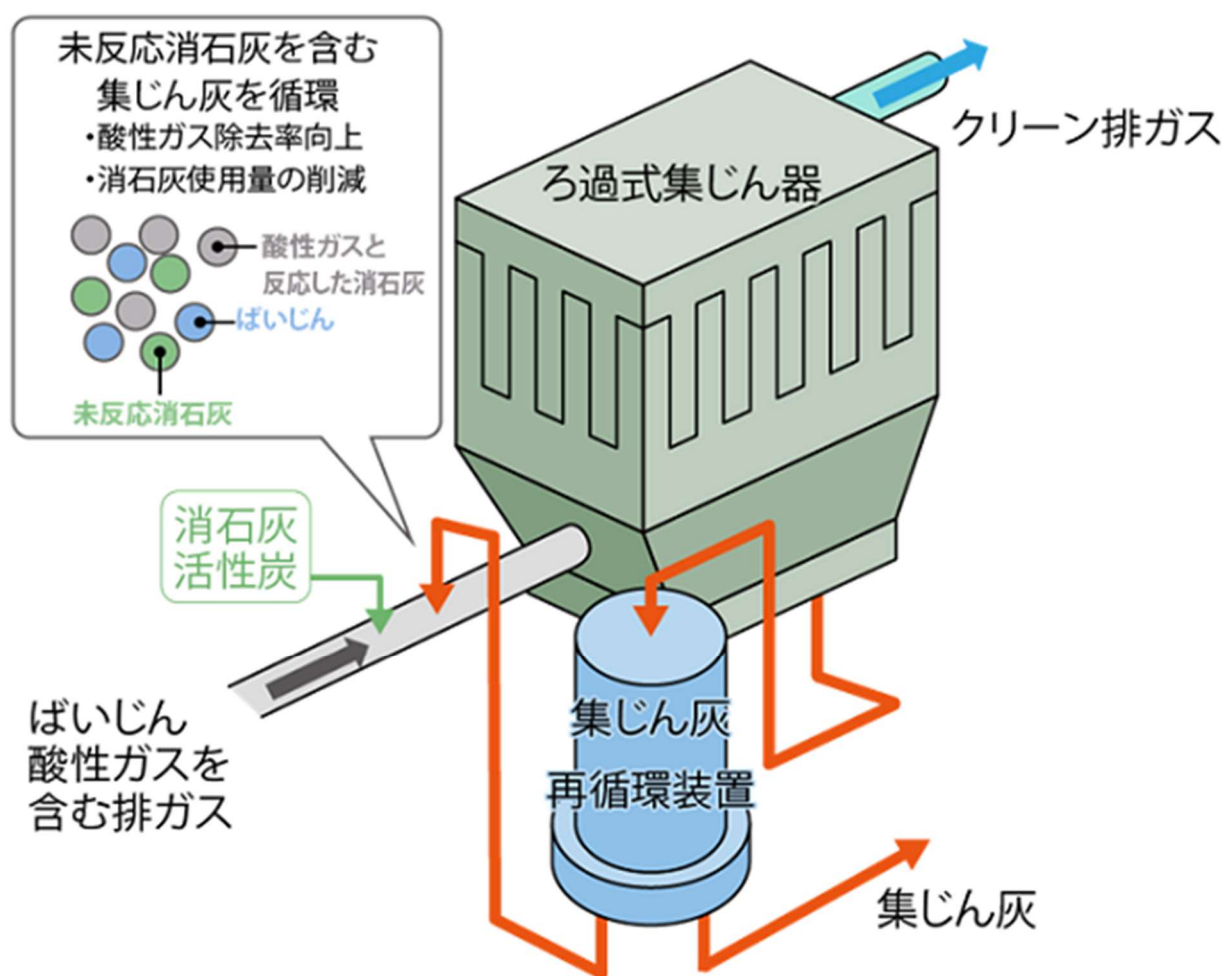 未反応消石灰を含む
集じん灰を循環
・酸性ガス除去率向上
・消石灰使用量の削減
酸性ガスと
反応した消石灰
ばいじん
未反応消石灰
クリーン排ガス
ろ過式集じん器
消石灰
活性炭
ばいじん
酸性ガスを
含む排ガス
集じん灰
再循環装置
集じん灰